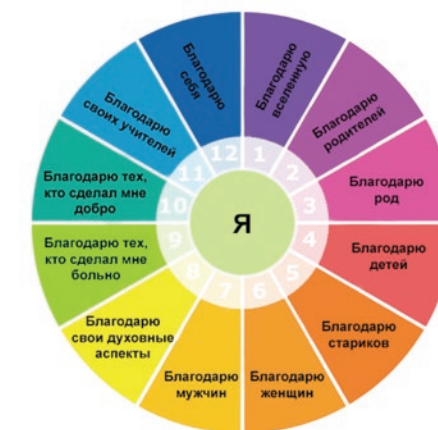 Благодарю
вселенную
Благодарю
родителей
Благодарю
род
Благодарю
детей
Благодарю
стариков
Благодарю
женщин
Благодарю
мужчин
Благодарю
свои духовные
аспекты
Благодарю тех,
кто сделал мне
больно
Благодарю тех,
кто сделал мне
добро
Благодарю
своих учителей
Благодарю
себя
1
2
3
4
5
6
7
8
9
10
11
12
Я